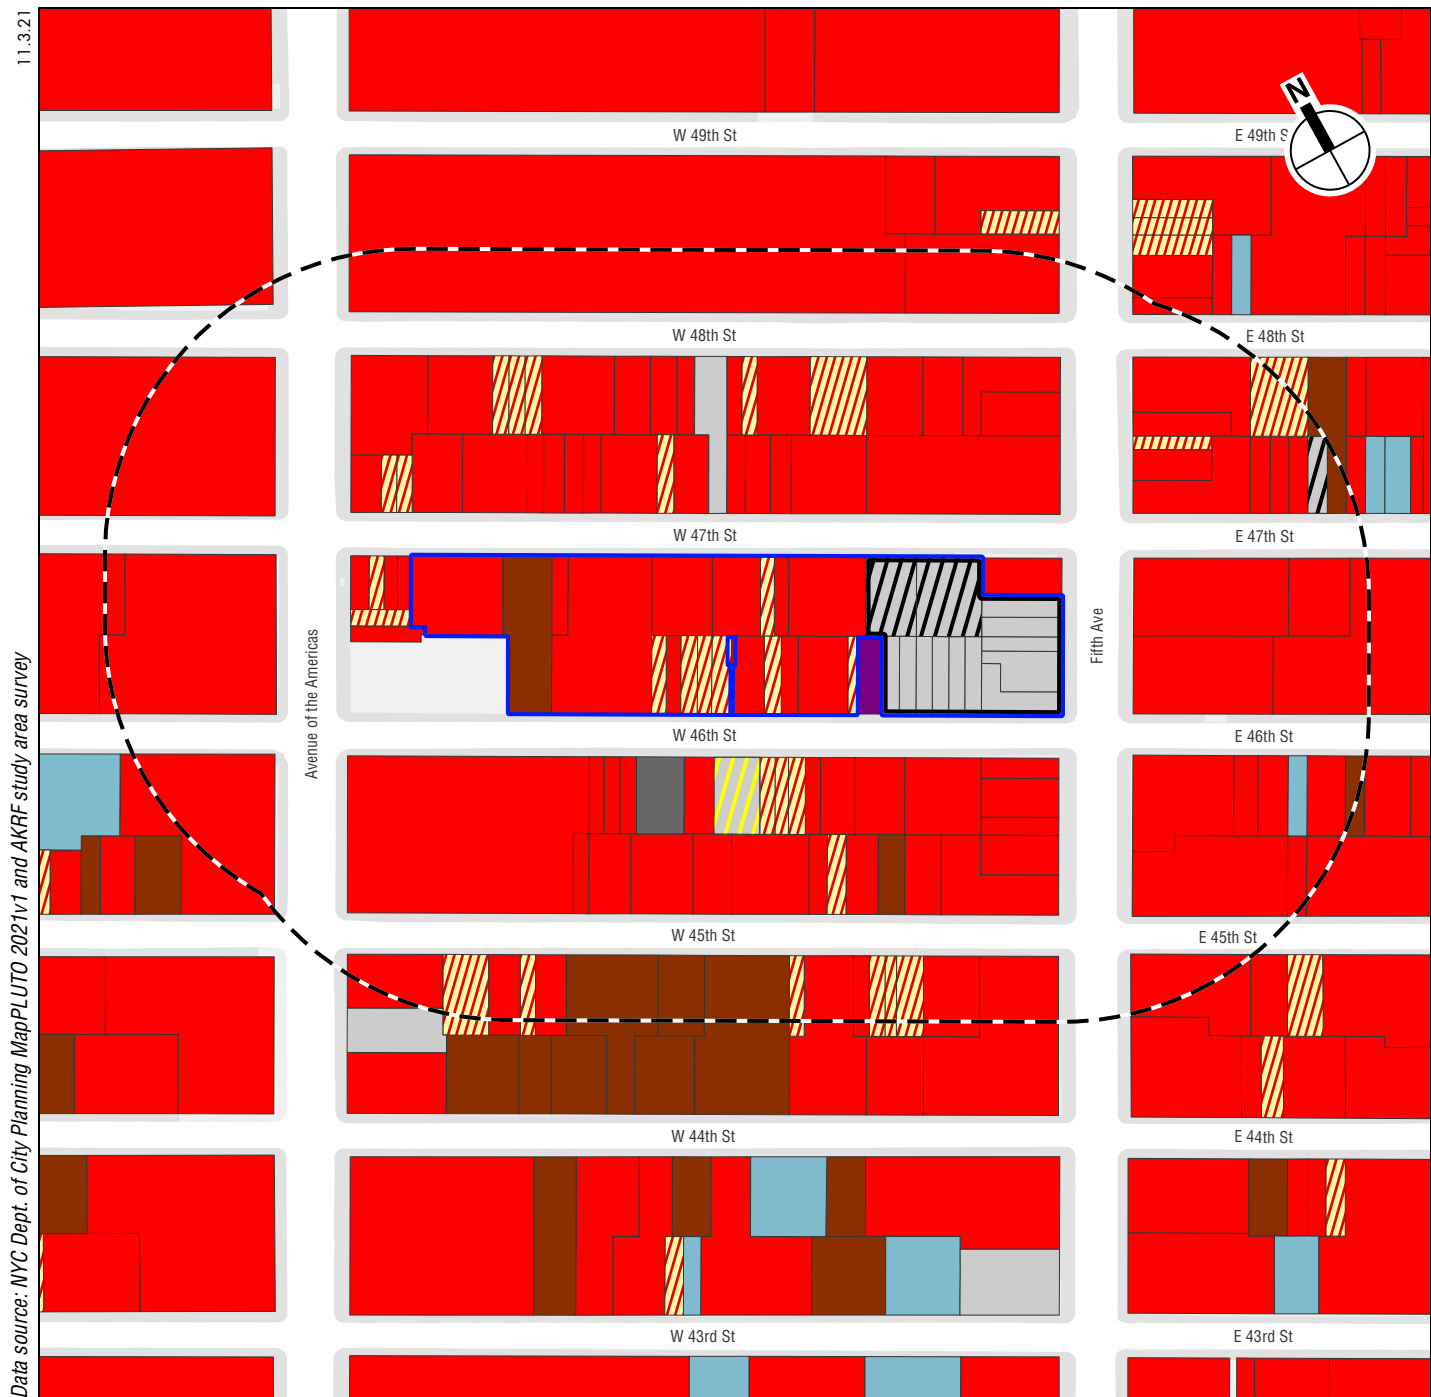 11.3.21
N
W 49th St
E 49th S
W 48th St
E 48th St
W 47th St
E 47th St
Avenue of the Americas
Fifth Ave
W 46th St
E 46th St
W 45th St
E 45th St
W 44th St
E 44th St
W 43rd St
E 43rd St
Data source: NYC Dept. of City Planning MapPLUTO 2021v1 and AKRF study area survey